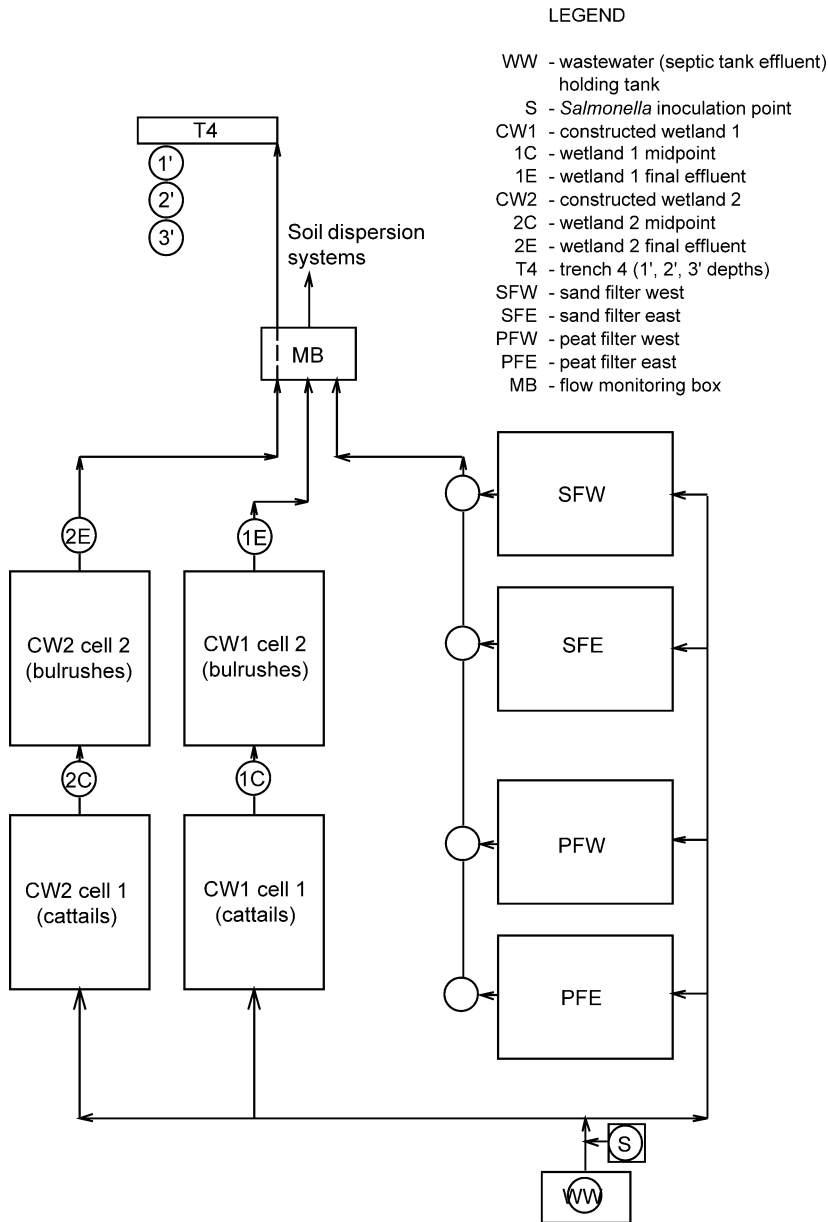 LEGEND
WW - wastewater (septic tank effluent)
holding tank
S - Salmonella inoculation point
CW1 - constructed wetland 1
1C - wetland 1 midpoint
1E - wetland 1 final effluent
CW2 - constructed wetland 2
2C - wetland 2 midpoint
2E - wetland 2 final effluent
T4 - trench 4 (1', 2', 3' depths)
SFW - sand filter west
SFE - sand filter east
PFW - peat filter west
PFE - peat filter east
MB - flow monitoring box
T4
1'
2'
3'
Soil dispersion
systems
MB
2E
1E
CW2 cell 2
(bulrushes)
CW1 cell 2
(bulrushes)
2C
1C
CW2 cell 1
(cattails)
CW1 cell 1
(cattails)
SFW
SFE
PFW
PFE
S
WW